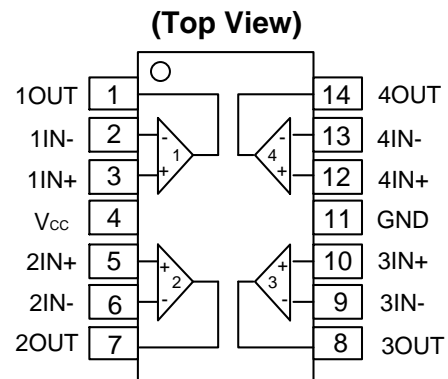 (Top View)
1OUT 1 14 4OUT
1IN- 2 - - 13 4IN-
1 4
1IN+ 3 + + 12 4IN+
Vcc 4 11 GND
2IN+ 5 + + 10 3IN+
2 3
2IN- 6 - - 9 3IN-
2OUT 7 8 3OUT